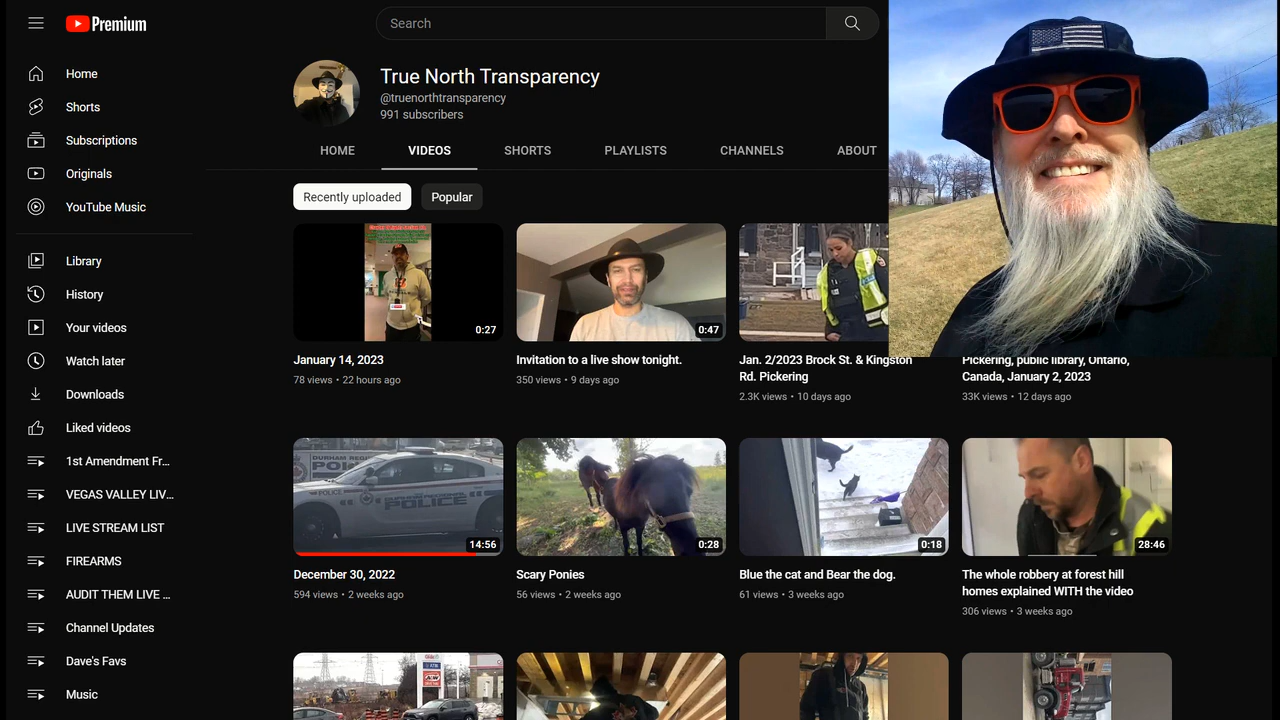 Premium
Search
Home
Shorts
Subscriptions
Originals
YouTube Music
Library
History
Your videos
Watch later
Downloads
Liked videos
1st Amendment Fr...
VEGAS VALLEY LIV...
LIVE STREAM LIST
FIREARMS
AUDIT THEM LIVE ...
Channel Updates
Dave's Favs
Music
True North Transparency
@truenorthtransparency
991 subscribers
HOME VIDEOS SHORTS PLAYLISTS CHANNELS ABOUT
Recently uploaded Popular
0:27
January 14, 2023
78 views • 22 hours ago
0:47
Invitation to a live show tonight.
350 views • 9 days ago
Jan. 2/2023 Brock St. & Kingston
Rd. Pickering
2.3K views • 10 days ago
Pickering, public library, Ontario,
Canada, January 2, 2023
33K views • 12 days ago
DURHAM REG
POLICE
14:56
December 30, 2022
594 views • 2 weeks ago
0:28
Scary Ponies
56 views • 2 weeks ago
0:18
Blue the cat and Bear the dog.
61 views • 3 weeks ago
28:46
The whole robbery at forest hill
homes explained WITH the video
306 views • 3 weeks ago
ATM
A&W